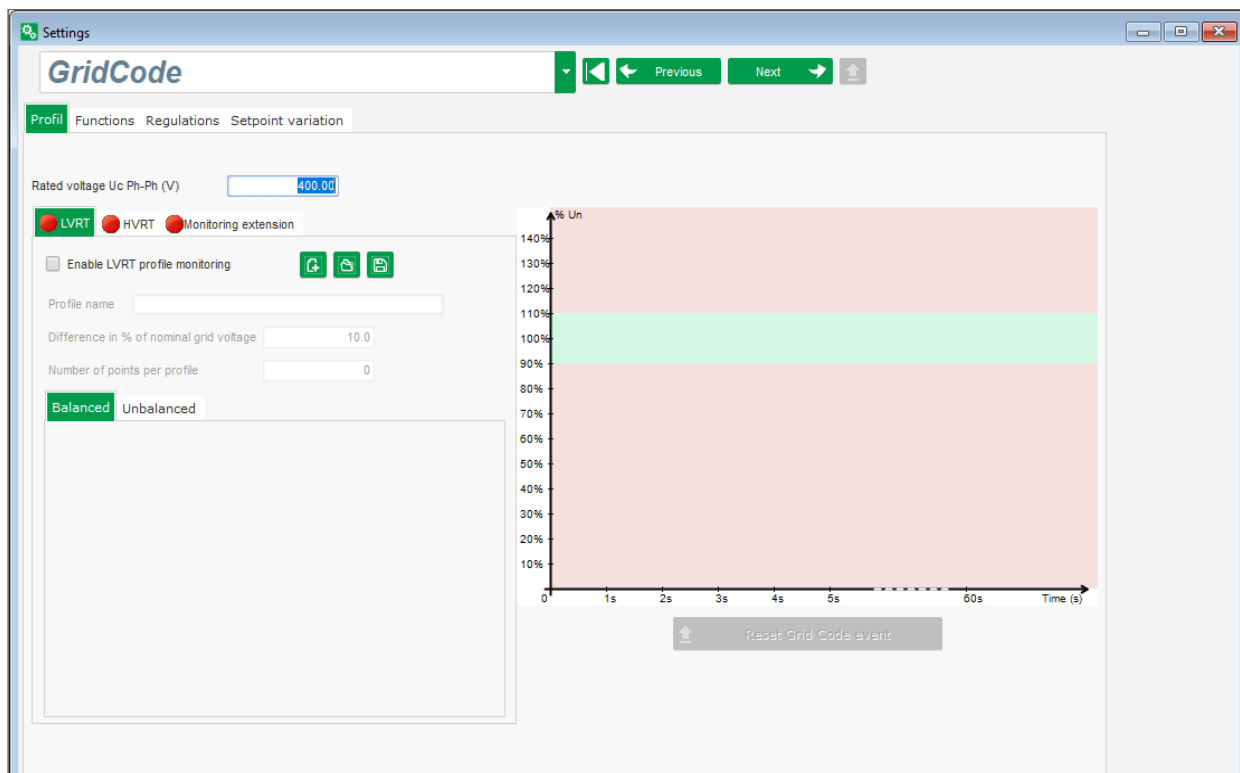 Settings
GridCode
Previous
Next
Profil Functions Regulations Setpoint variation
Rated voltage Uc Ph-Ph (V) 400.00
LVRT HVRT Monitoring extension
Enable LVRT profile monitoring
Profile name
Difference in % of nominal grid voltage 10.0
Number of points per profile 0
Balanced Unbalanced
% Un
140%
130%
120%
110%
100%
90%
80%
70%
60%
50%
40%
30%
20%
10%
0 1s 2s 3s 4s 5s 60s Time (s)
Reset Grid Code event